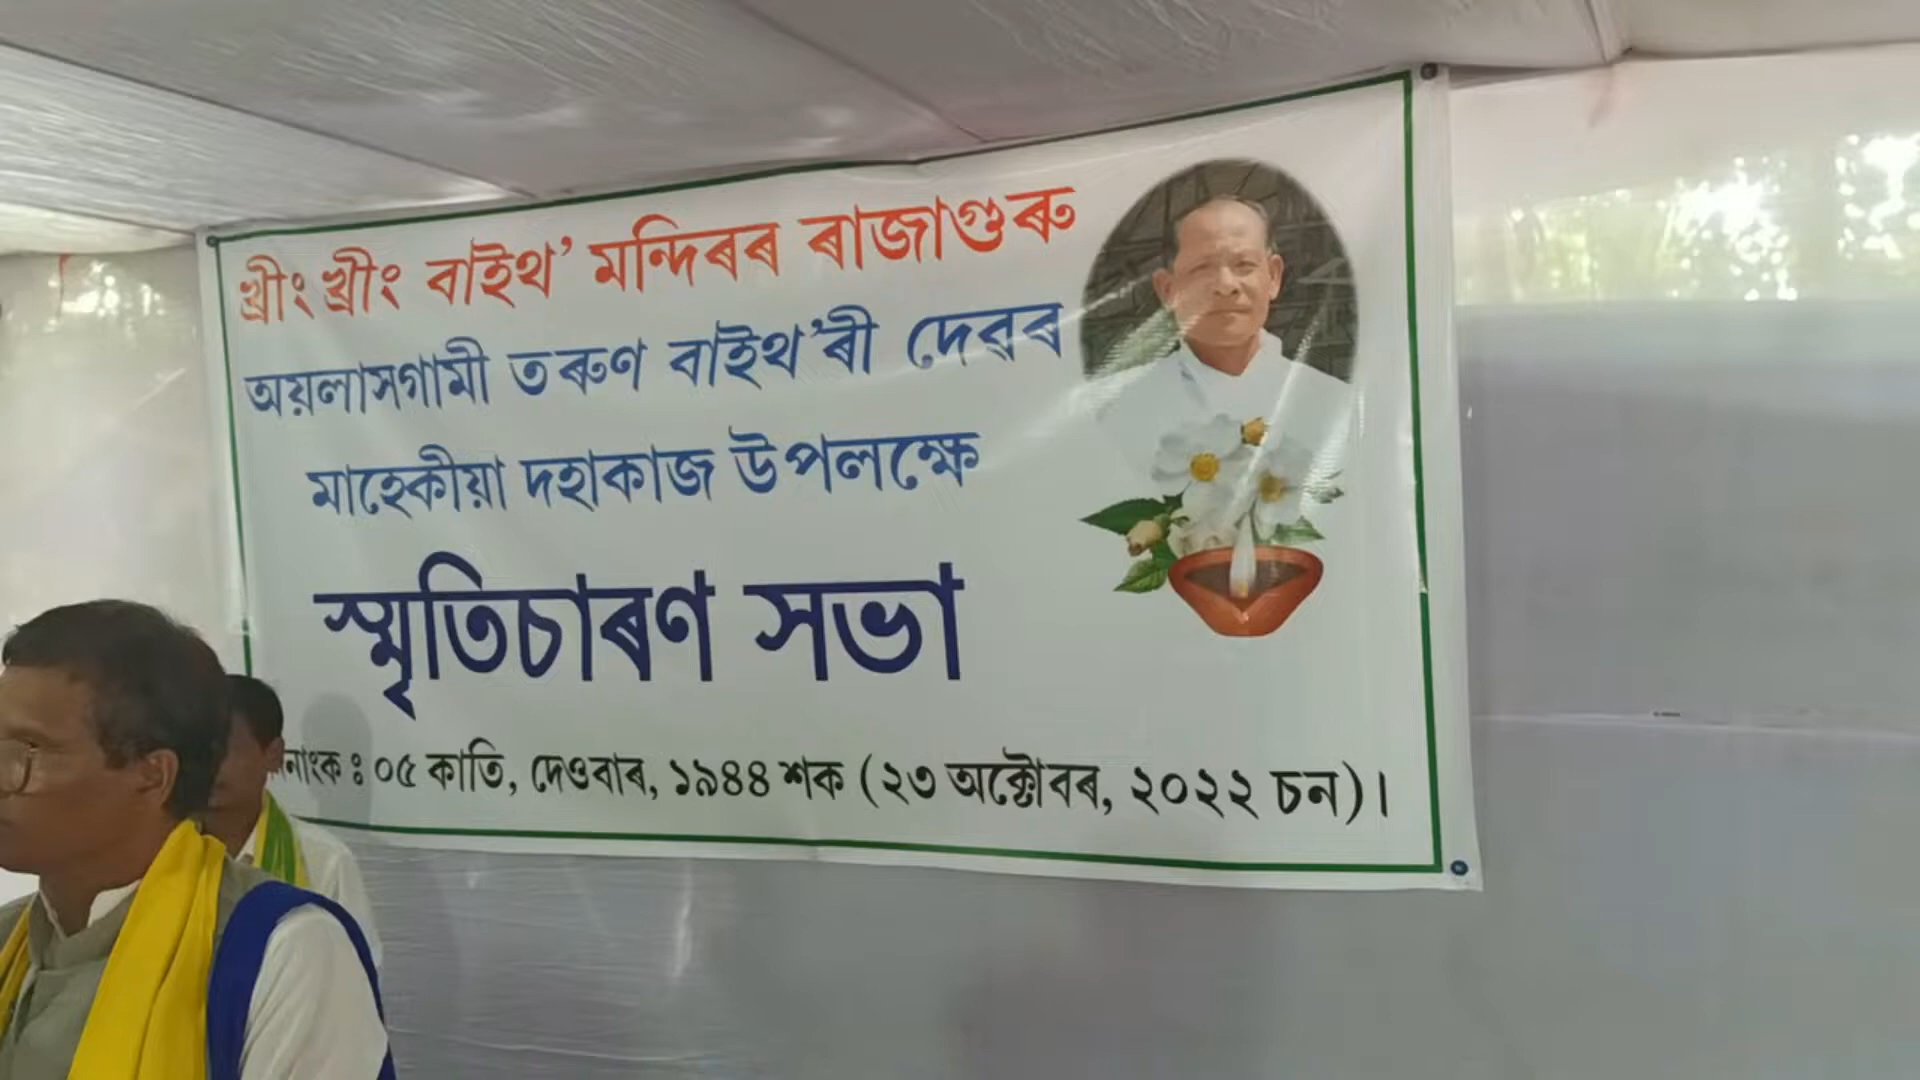 খ্ৰীং খ্ৰীং বাইথ' মন্দিৰৰ ৰাজাগুৰু
অয়লাসগামী তৰুণ বাইথ'ৰী দেৱৰ
মাহেকীয়া দহাকাজ উপলক্ষে
স্মৃতিচাৰণ সভা
০৫ কাতি, দেওবাৰ, ১৯৪৪ শক (২৩ অক্টৌবৰ, ২০২২ চন)।